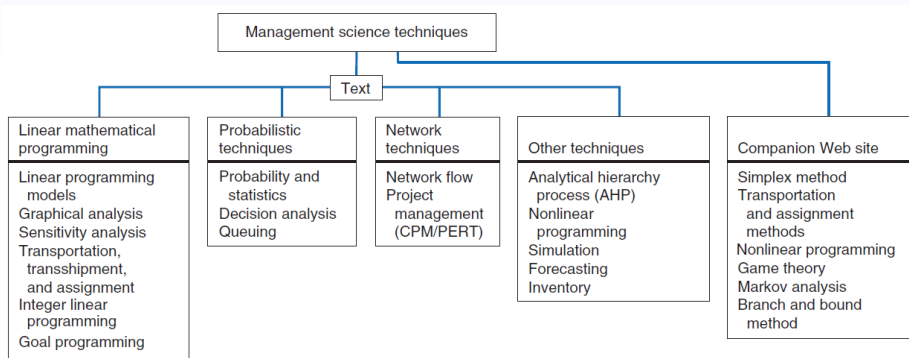 Management science techniques
Text
Linear mathematical
programming
Linear programming
models
Graphical analysis
Sensitivity analysis
Transportation,
transshipment,
and assignment
Integer linear
programming
Goal programming
Probabilistic
techniques
Probability and
statistics
Decision analysis
Queuing
Network
techniques
Network flow
Project
management
(CPM/PERT)
Other techniques
Analytical hierarchy
process (AHP)
Nonlinear
programming
Simulation
Forecasting
Inventory
Companion Web site
Simplex method
Transportation
and assignment
methods
Nonlinear programming
Game theory
Markov analysis
Branch and bound
method